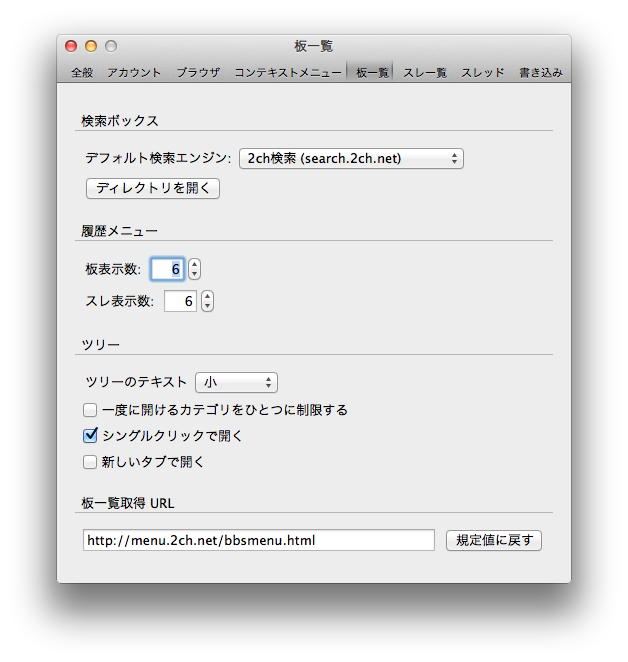 板一覧
全般 アカウント ブラウザ コンテキストメニュー 板一覧 スレ一覧 スレッド 書き込み
検索ボックス
デフォルト検索エンジン: 2ch検索 (search.2ch.net)
ディレクトリを開く
履歴メニュー
板表示数: 6
スレ表示数: 6
ツリー
ツリーのテキスト 小
一度に開けるカテゴリをひとつに制限する
シングルクリックで開く
新しいタブで開く
板一覧取得 URL
http://menu.2ch.net/bbsmenu.html 規定値に戻す